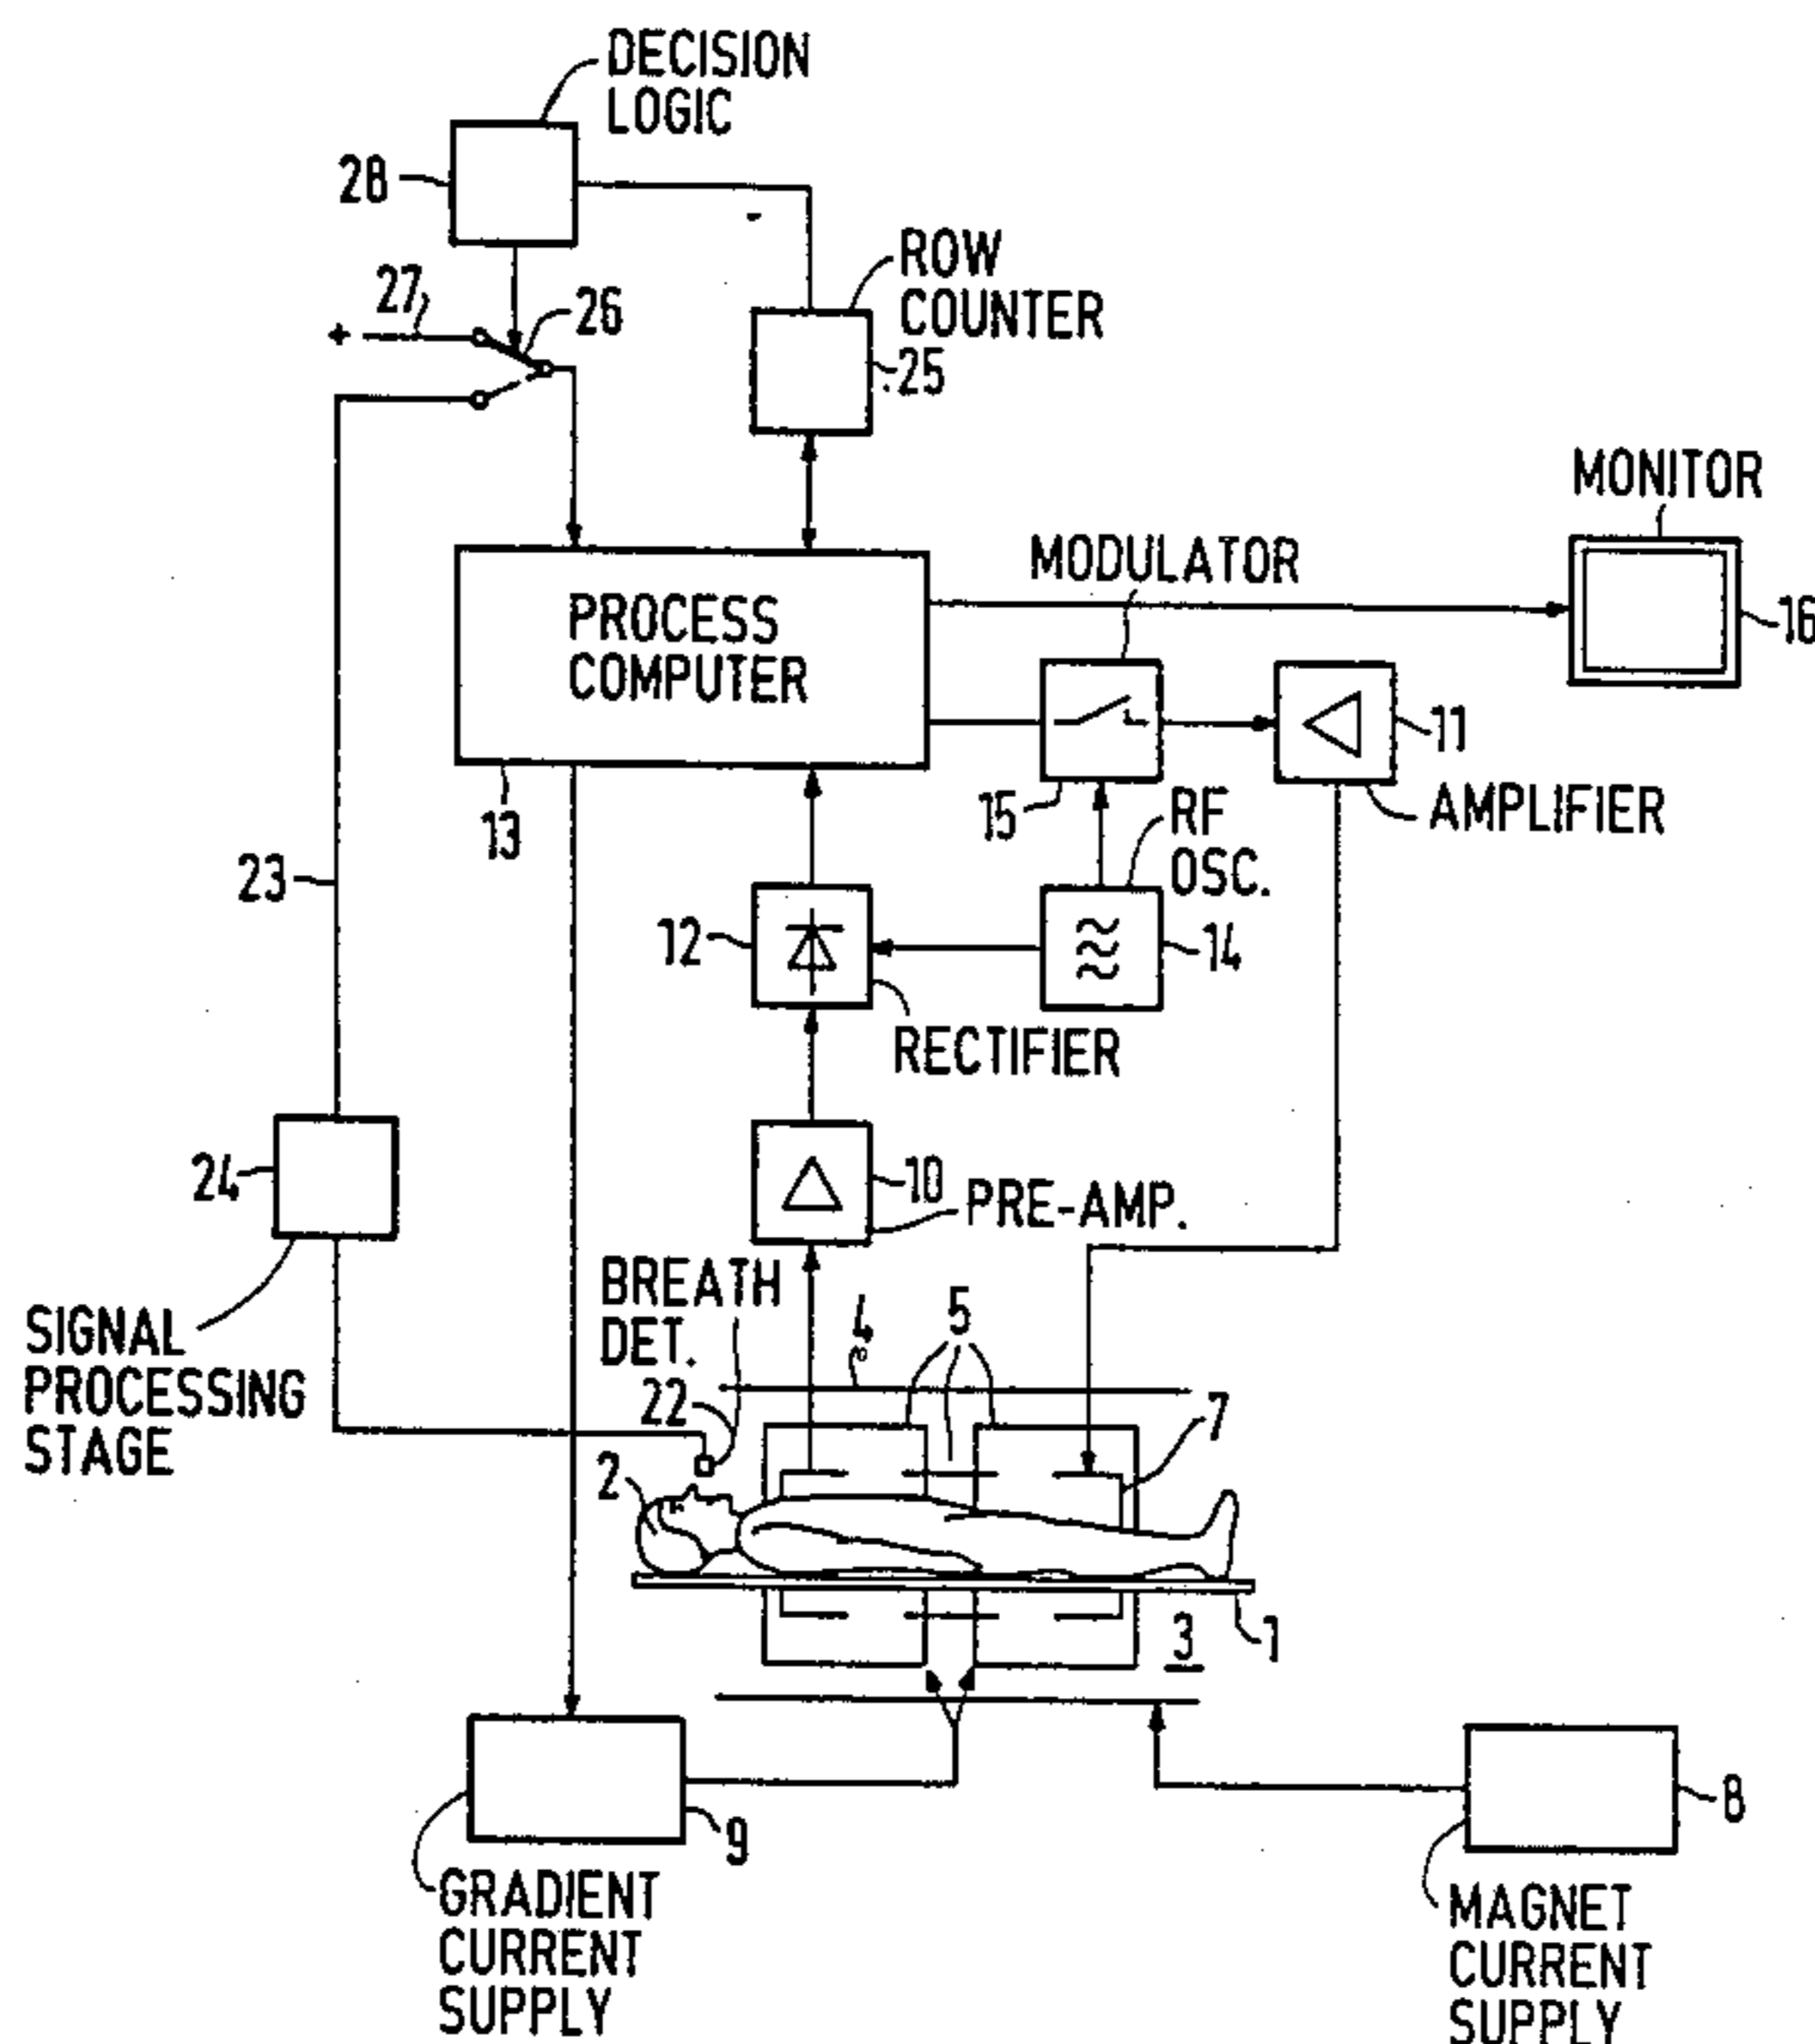 DECISION
LOGIC
28
ROW
COUNTER
27
26
+
25
MONITOR
MODULATOR
PROCESS
COMPUTER
16
11
15
13
AMPLIFIER
RF
OSC.
23
12
14
RECTIFIER
24
10
PRE-AMP.
BREATH
DET.
4
5
SIGNAL
PROCESSING
STAGE
22
7
2
3
1
8
9
GRADIENT
CURRENT
SUPPLY
MAGNET
CURRENT
SUPPLY